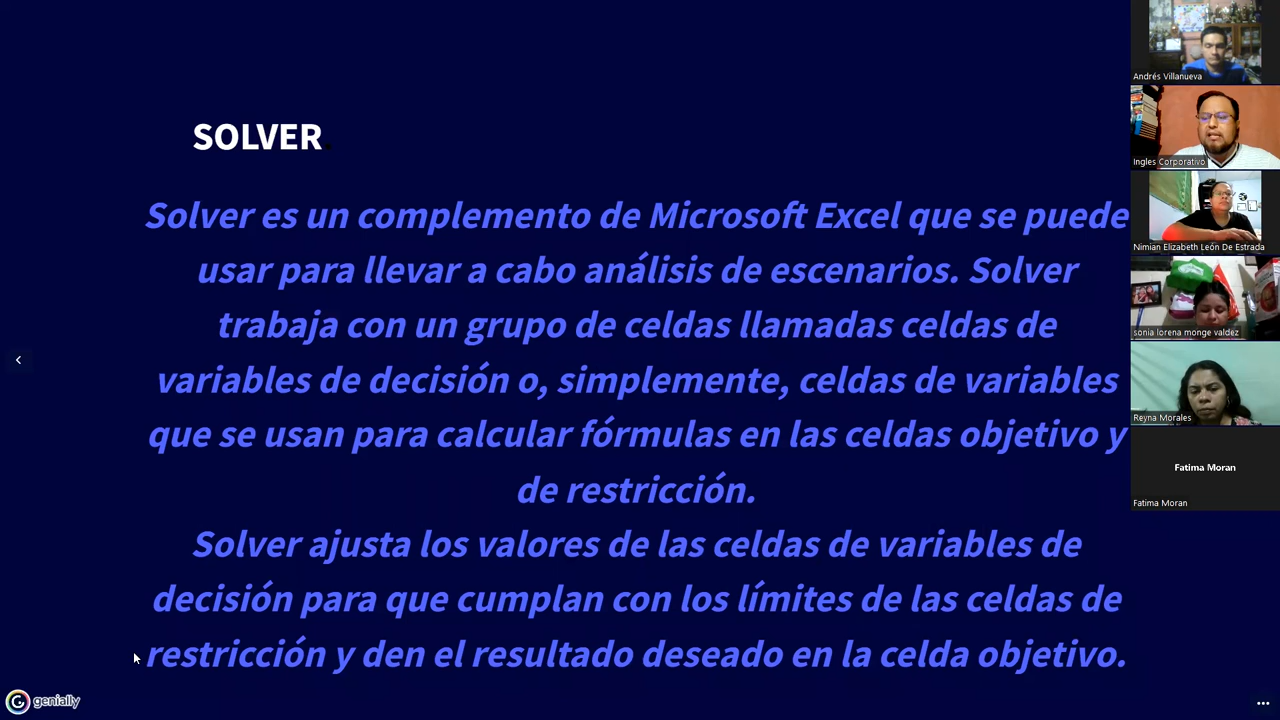 SOLVER.
Solver es un complemento de Microsoft Excel que se puede
usar para llevar a cabo análisis de escenarios. Solver
trabaja con un grupo de celdas llamadas celdas de
variables de decisión o, simplemente, celdas de variables
que se usan para calcular fórmulas en las celdas objetivo y
de restricción.
Solver ajusta los valores de las celdas de variables de
decisión para que cumplan con los límites de las celdas de
restricción y den el resultado deseado en la celda objetivo.
genially
Andrés Villanueva
Ingles Corporativo
Nimian Elizabeth León De Estrada
sonia lorena monge valdez
Reyna Morales
Fatima Moran
Fatima Moran